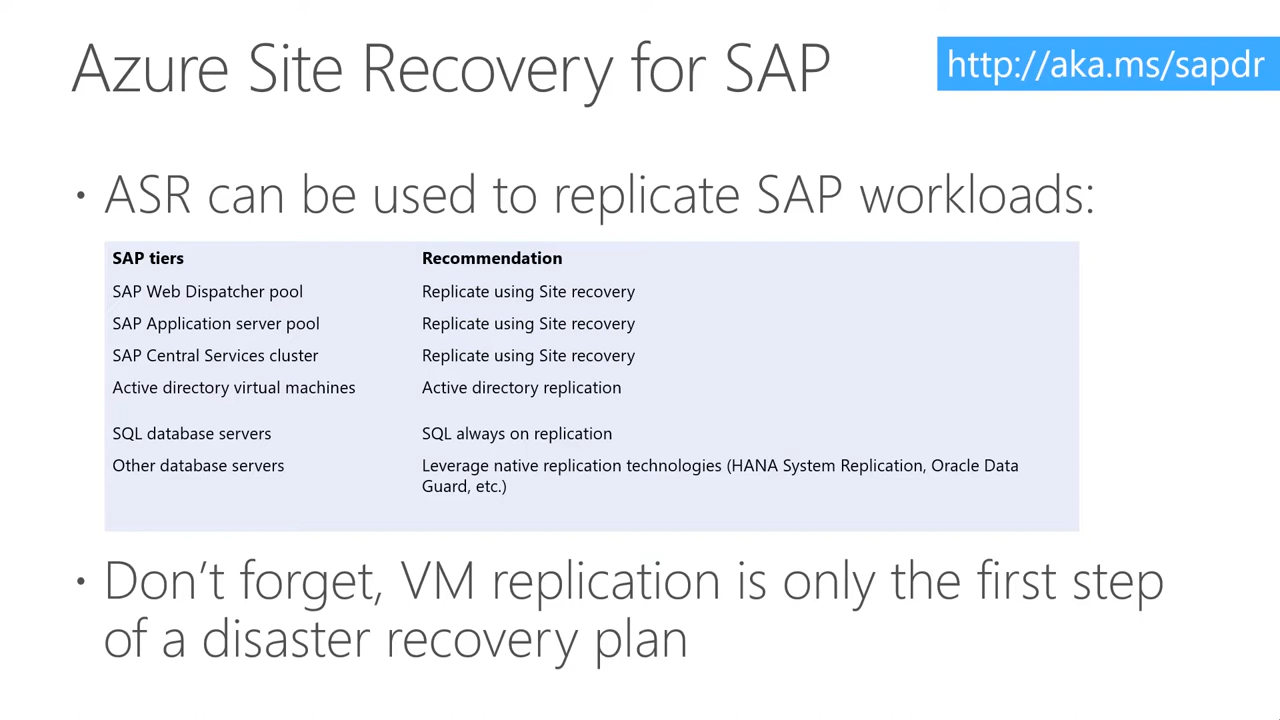 Azure Site Recovery for SAP
http://aka.ms/sapdr
• ASR can be used to replicate SAP workloads:
SAP tiers Recommendation
SAP Web Dispatcher pool Replicate using Site recovery
SAP Application server pool Replicate using Site recovery
SAP Central Services cluster Replicate using Site recovery
Active directory virtual machines Active directory replication
SQL database servers SQL always on replication
Other database servers Leverage native replication technologies (HANA System Replication, Oracle Data
Guard, etc.)
• Don’t forget, VM replication is only the first step
of a disaster recovery plan